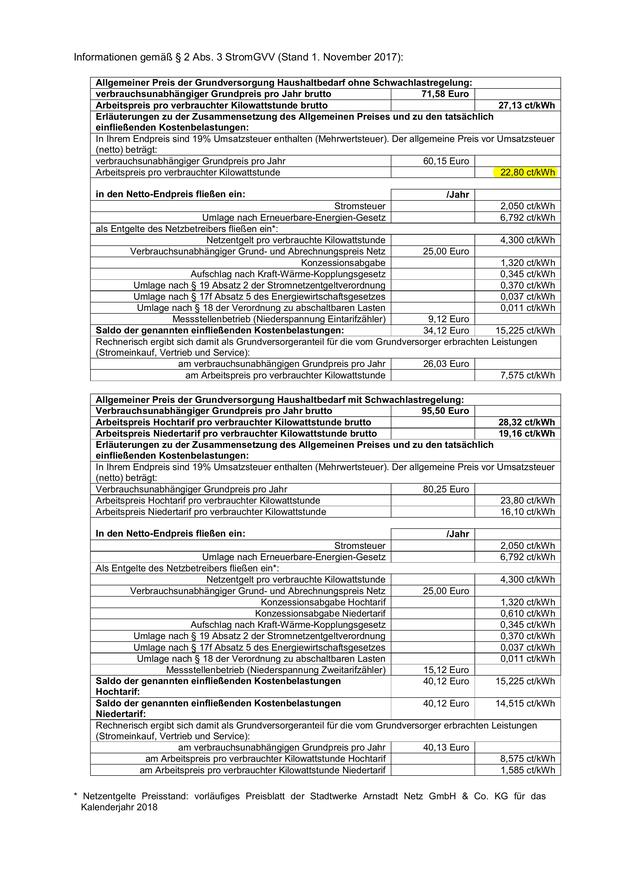 Informationen gemäß § 2 Abs. 3 StromGVV (Stand 1. November 2017):
Allgemeiner Preis der Grundversorgung Haushaltbedarf ohne Schwachlastregelung:
verbrauchsunabhängiger Grundpreis pro Jahr brutto 71,58 Euro
Arbeitspreis pro verbrauchter Kilowattstunde brutto 27,13 ct/kWh
Erläuterungen zu der Zusammensetzung des Allgemeinen Preises und zu den tatsächlich
einfließenden Kostenbelastungen:
In Ihrem Endpreis sind 19% Umsatzsteuer enthalten (Mehrwertsteuer). Der allgemeine Preis vor Umsatzsteuer
(netto) beträgt:
verbrauchsunabhängiger Grundpreis pro Jahr 60,15 Euro
Arbeitspreis pro verbrauchter Kilowattstunde 22,80 ct/kWh
in den Netto-Endpreis fließen ein: /Jahr
Stromsteuer 2,050 ct/kWh
Umlage nach Erneuerbare-Energien-Gesetz 6,792 ct/kWh
als Entgelte des Netzbetreibers fließen ein*:
Netzentgelt pro verbrauchte Kilowattstunde 4,300 ct/kWh
Verbrauchsunabhängiger Grund- und Abrechnungspreis Netz 25,00 Euro
Konzessionsabgabe 1,320 ct/kWh
Aufschlag nach Kraft-Wärme-Kopplungsgesetz 0,345 ct/kWh
Umlage nach § 19 Absatz 2 der Stromnetzentgeltverordnung 0,370 ct/kWh
Umlage nach § 17f Absatz 5 des Energiewirtschaftsgesetzes 0,037 ct/kWh
Umlage nach § 18 der Verordnung zu abschaltbaren Lasten 0,011 ct/kWh
Messstellenbetrieb (Niederspannung Eintarifzähler) 9,12 Euro
Saldo der genannten einfließenden Kostenbelastungen: 34,12 Euro 15,225 ct/kWh
Rechnerisch ergibt sich damit als Grundversorgeranteil für die vom Grundversorger erbrachten Leistungen
(Stromeinkauf, Vertrieb und Service):
am verbrauchsunabhängigen Grundpreis pro Jahr 26,03 Euro
am Arbeitspreis pro verbrauchter Kilowattstunde 7,575 ct/kWh
Allgemeiner Preis der Grundversorgung Haushaltbedarf mit Schwachlastregelung:
Verbrauchsunabhängiger Grundpreis pro Jahr brutto 95,50 Euro
Arbeitspreis Hochtarif pro verbrauchter Kilowattstunde brutto 28,32 ct/kWh
Arbeitspreis Niedertarif pro verbrauchter Kilowattstunde brutto 19,16 ct/kWh
Erläuterungen zu der Zusammensetzung des Allgemeinen Preises und zu den tatsächlich
einfließenden Kostenbelastungen:
In Ihrem Endpreis sind 19% Umsatzsteuer enthalten (Mehrwertsteuer). Der allgemeine Preis vor Umsatzsteuer
(netto) beträgt:
Verbrauchsunabhängiger Grundpreis pro Jahr 80,25 Euro
Arbeitspreis Hochtarif pro verbrauchter Kilowattstunde 23,80 ct/kWh
Arbeitspreis Niedertarif pro verbrauchter Kilowattstunde 16,10 ct/kWh
In den Netto-Endpreis fließen ein: /Jahr
Stromsteuer 2,050 ct/kWh
Umlage nach Erneuerbare-Energien-Gesetz 6,792 ct/kWh
Als Entgelte des Netzbetreibers fließen ein*:
Netzentgelt pro verbrauchte Kilowattstunde 4,300 ct/kWh
Verbrauchsunabhängiger Grund- und Abrechnungspreis Netz 25,00 Euro
Konzessionsabgabe Hochtarif 1,320 ct/kWh
Konzessionsabgabe Niedertarif 0,610 ct/kWh
Aufschlag nach Kraft-Wärme-Kopplungsgesetz 0,345 ct/kWh
Umlage nach § 19 Absatz 2 der Stromnetzentgeltverordnung 0,370 ct/kWh
Umlage nach § 17f Absatz 5 des Energiewirtschaftsgesetzes 0,037 ct/kWh
Umlage nach § 18 der Verordnung zu abschaltbaren Lasten 0,011 ct/kWh
Messstellenbetrieb (Niederspannung Zweitarifzähler) 15,12 Euro
Saldo der genannten einfließenden Kostenbelastungen 40,12 Euro 15,225 ct/kWh
Hochtarif:
Saldo der genannten einfließenden Kostenbelastungen 40,12 Euro 14,515 ct/kWh
Niedertarif:
Rechnerisch ergibt sich damit als Grundversorgeranteil für die vom Grundversorger erbrachten Leistungen
(Stromeinkauf, Vertrieb und Service):
am verbrauchsunabhängigen Grundpreis pro Jahr 40,13 Euro
am Arbeitspreis pro verbrauchter Kilowattstunde Hochtarif 8,575 ct/kWh
am Arbeitspreis pro verbrauchter Kilowattstunde Niedertarif 1,585 ct/kWh
* Netzentgelte Preisstand: vorläufiges Preisblatt der Stadtwerke Arnstadt Netz GmbH & Co. KG für das
Kalenderjahr 2018